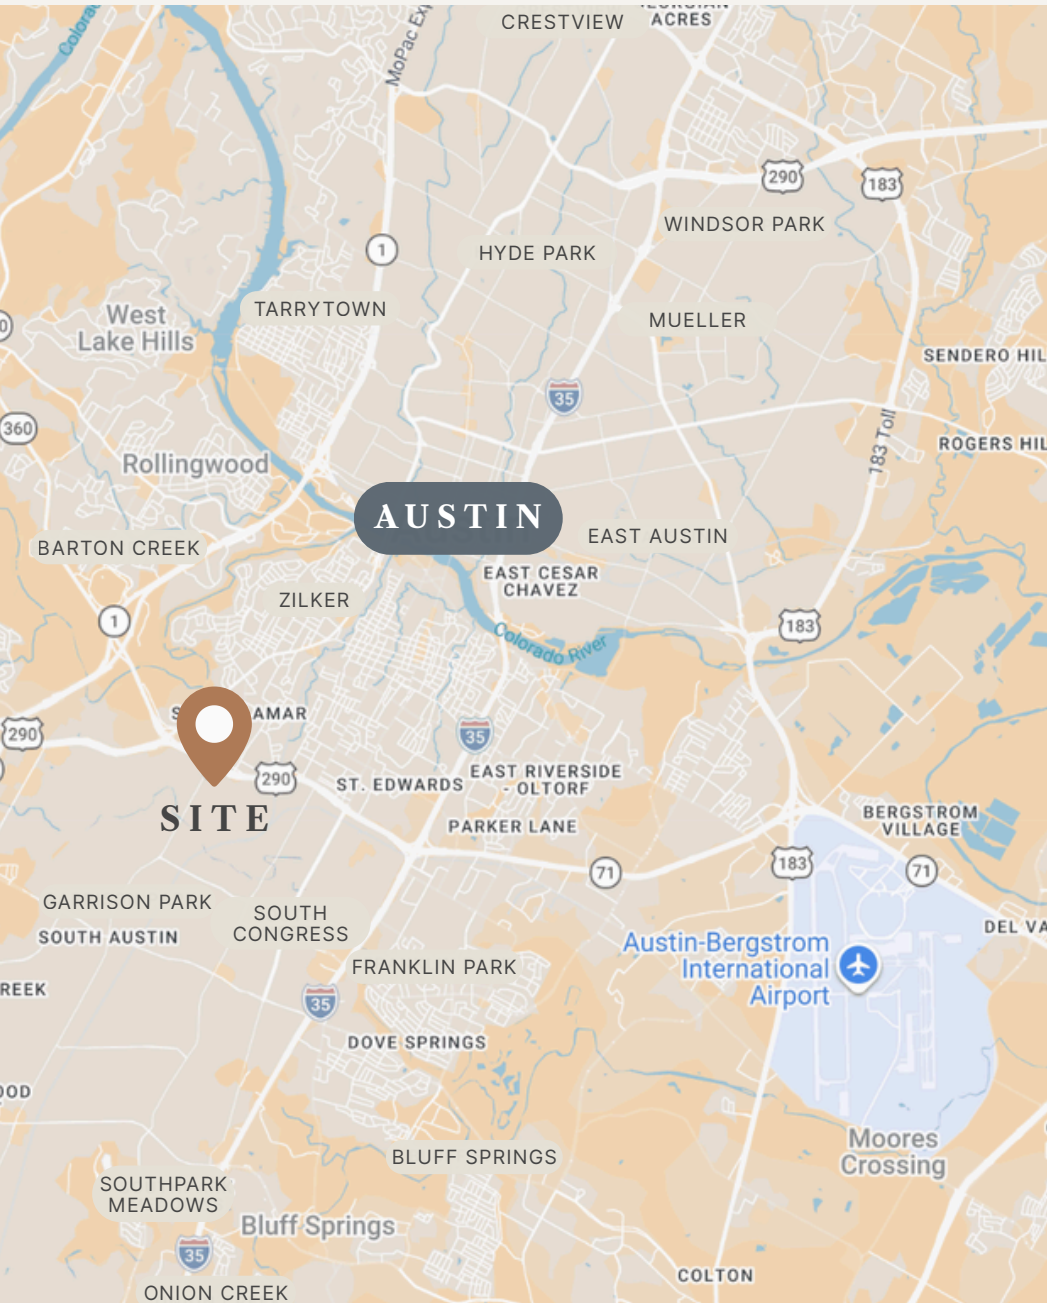 Colorad
MoPac Exp
CRESTVIEW
GEORGIAN
ACRES
290
183
WINDSOR PARK
1
HYDE PARK
TARRYTOWN
West
Lake Hills
MUELLER
0
SENDERO HIL
35
360
183 Toll
ROGERS HIL
Rollingwood
AUSTIN
EAST AUSTIN
BARTON CREEK
EAST CESAR
CHAVEZ
ZILKER
1
183
Colorado River
S AMAR
290
35
290
ST. EDWARDS
EAST RIVERSIDE
- OLTORF
SITE
PARKER LANE
BERGSTROM
VILLAGE
71
183
71
GARRISON PARK
SOUTH
CONGRESS
SOUTH AUSTIN
DEL VA
Austin-Bergstrom
International
Airport
FRANKLIN PARK
REEK
35
DOVE SPRINGS
OOD
Moores
Crossing
BLUFF SPRINGS
SOUTHPARK
MEADOWS
Bluff Springs
35
COLTON
ONION CREEK